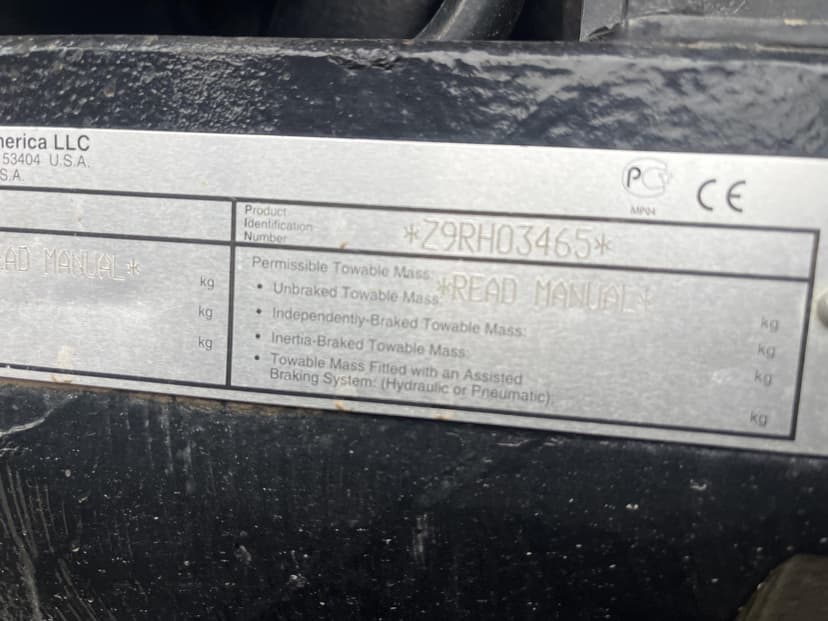 merica LLC
53404 U.S.A.
S.A.
PC
MP04
CE
Product
Identification
Number
*Z9RH03465*
EAD MANUAL*
kg
kg
kg
Permissible Towable Mass:
• Unbraked Towable Mass: *READ MANUAL* kg
• Independently-Braked Towable Mass: kg
• Inertia-Braked Towable Mass: kg
• Towable Mass Fitted with an Assisted
Braking System: (Hydraulic or Pneumatic): kg